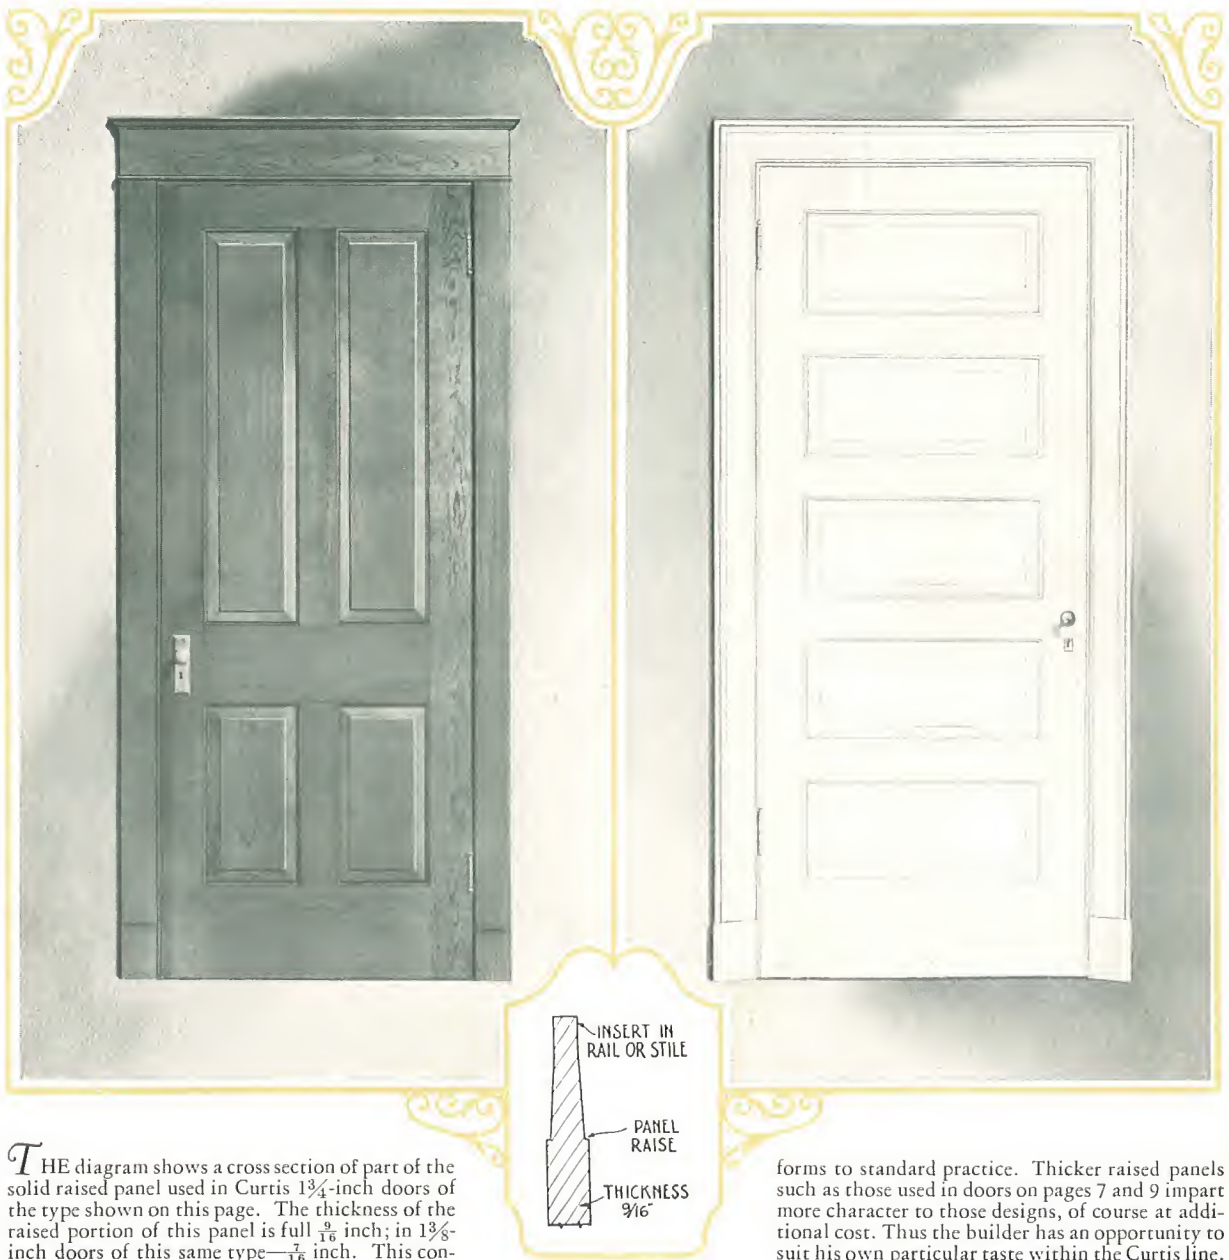 INSERT IN
RAIL OR STILE
PANEL
RAISE
THICKNESS
9/16"
THE diagram shows a cross section of part of the
solid raised panel used in Curtis 1¾-inch doors of
the type shown on this page. The thickness of the
raised portion of this panel is full 9/16 inch; in 1⅜-
inch doors of this same type—7/16 inch. This con-
forms to standard practice. Thicker raised panels
such as those used in doors on pages 7 and 9 impart
more character to those designs, of course at addi-
tional cost. Thus the builder has an opportunity to
suit his own particular taste within the Curtis line.